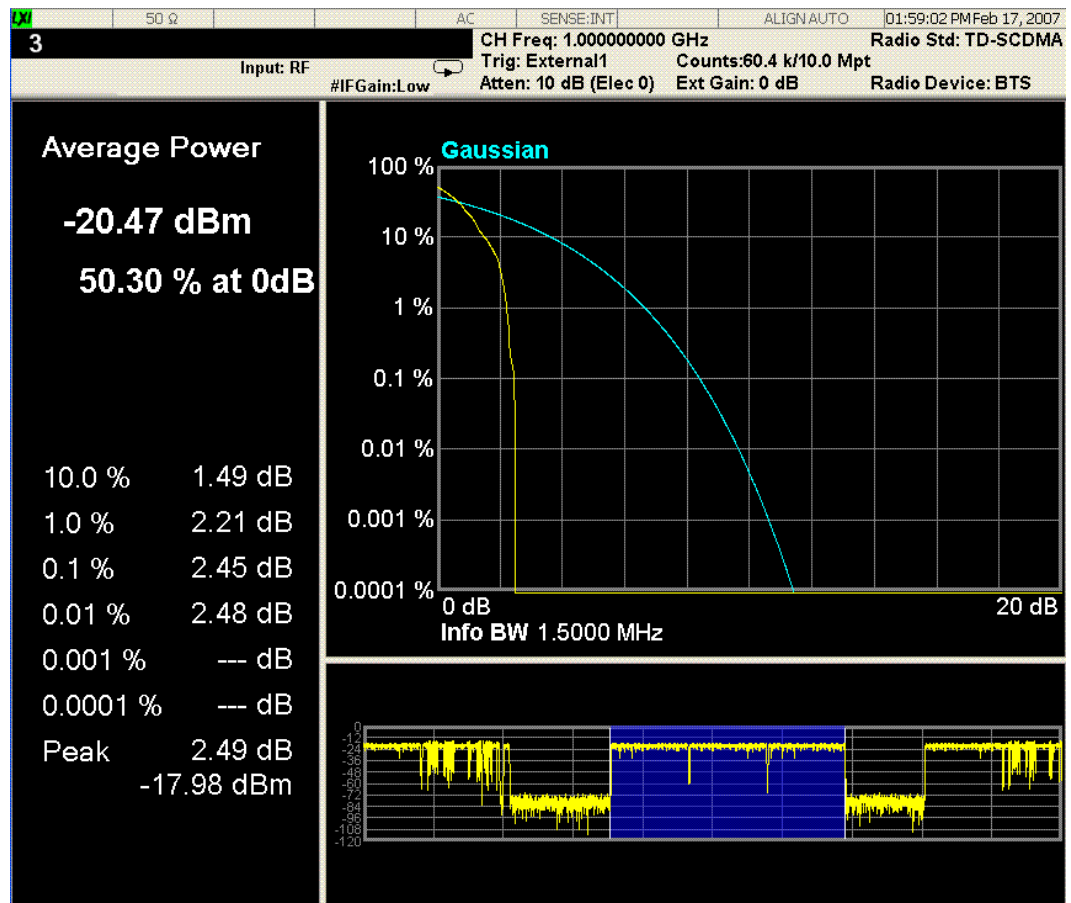 LXI 50 Ω AC SENSE:INT ALIGN AUTO 01:59:02 PM Feb 17, 2007
3
CH Freq: 1.000000000 GHz Radio Std: TD-SCDMA
Input: RF Trig: External1 Counts:60.4 k/10.0 Mpt
#IFGain:Low Atten: 10 dB (Elec 0) Ext Gain: 0 dB Radio Device: BTS
Average Power
-20.47 dBm
50.30 % at 0dB
10.0 % 1.49 dB
1.0 % 2.21 dB
0.1 % 2.45 dB
0.01 % 2.48 dB
0.001 % --- dB
0.0001 % --- dB
Peak 2.49 dB
-17.98 dBm
Gaussian
100 %
10 %
1 %
0.1 %
0.01 %
0.001 %
0.0001 %
0 dB 20 dB
Info BW 1.5000 MHz
0
-12
-24
-36
-48
-60
-72
-84
-96
-108
-120